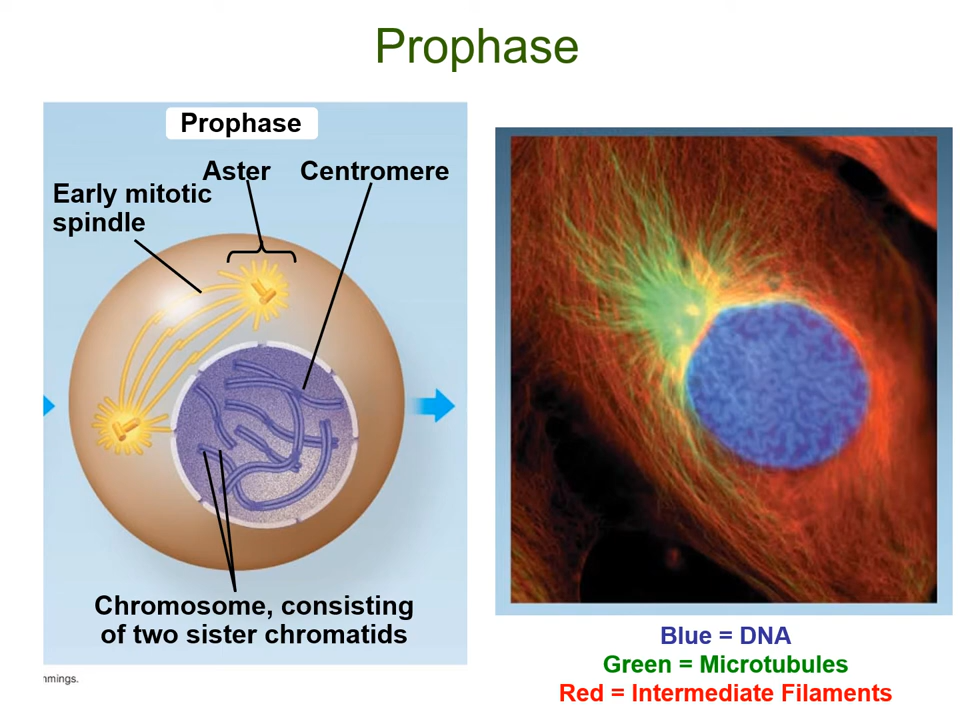 Prophase
Prophase
Aster
Centromere
Early mitotic
spindle
Chromosome, consisting
of two sister chromatids
Blue = DNA
Green = Microtubules
Red = Intermediate Filaments